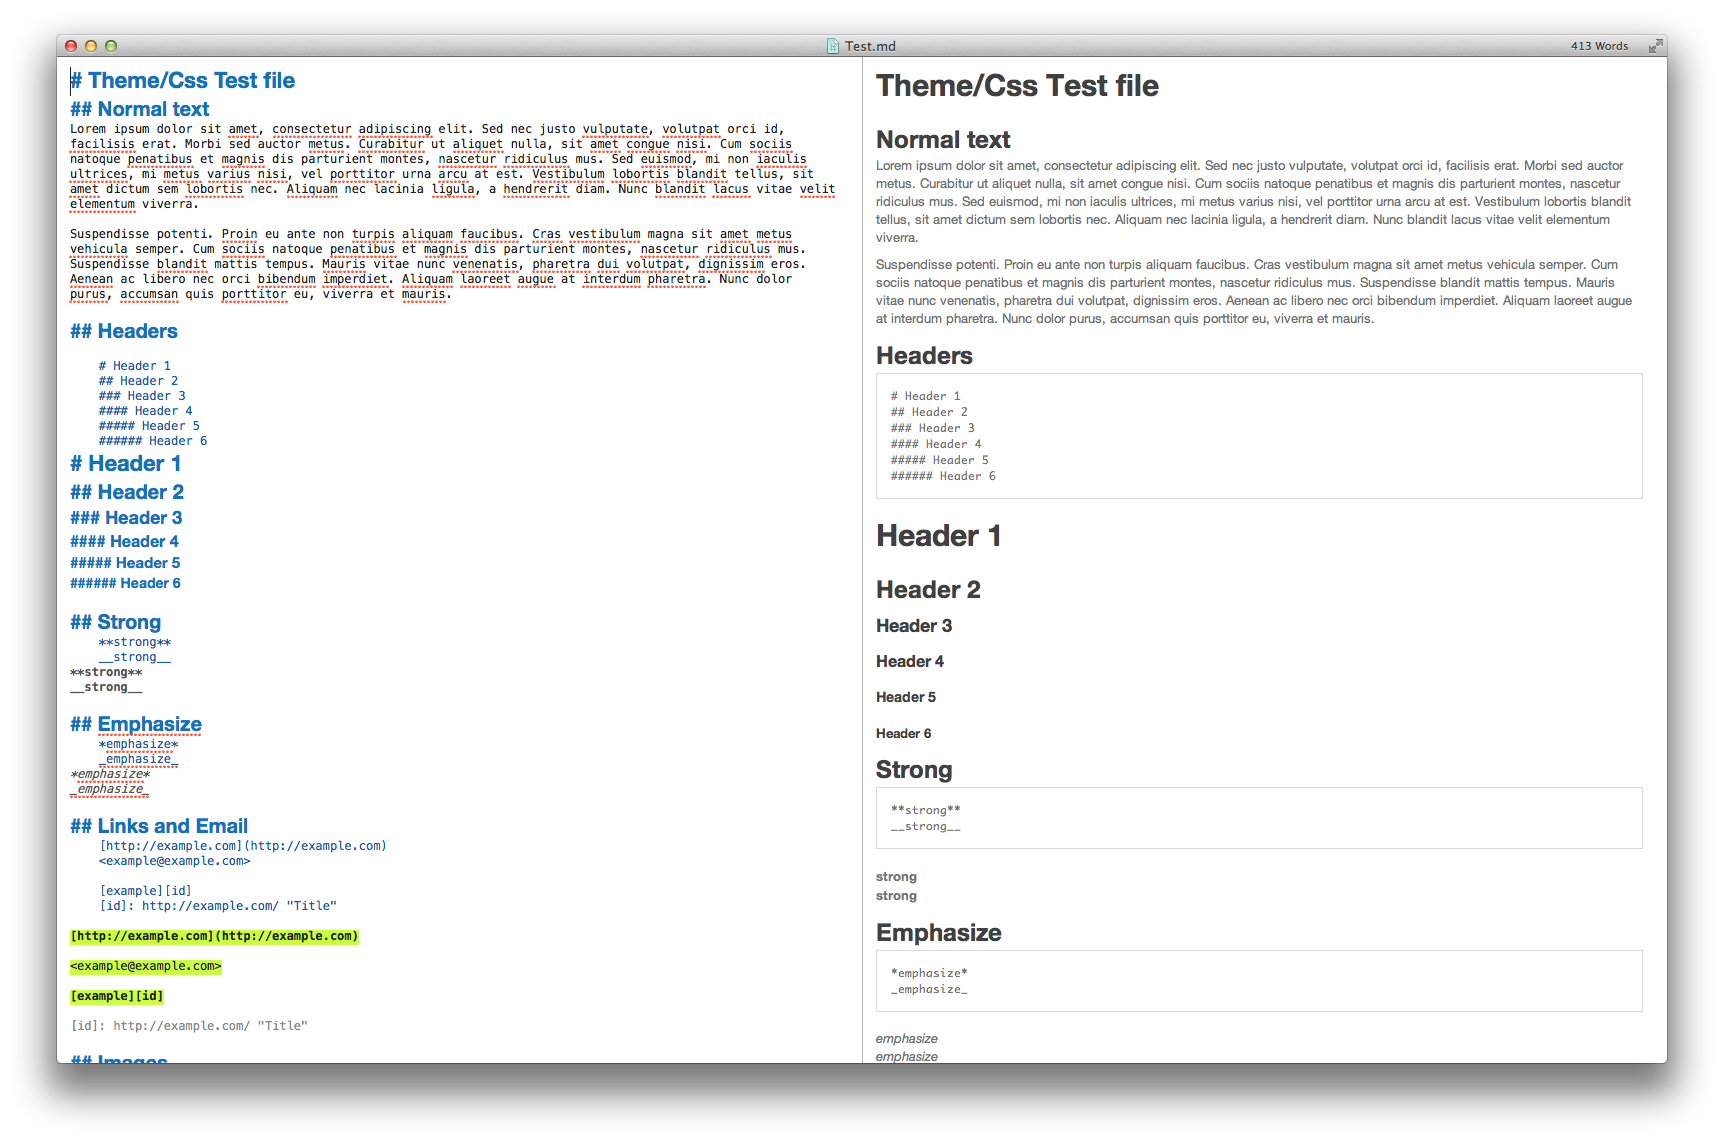 Test.md
413 Words
# Theme/Css Test file
## Normal text
Lorem ipsum dolor sit amet, consectetur adipiscing elit. Sed nec justo vulputate, volutpat orci id,
facilisis erat. Morbi sed auctor metus. Curabitur ut aliquet nulla, sit amet congue nisi. Cum sociis
natoque penatibus et magnis dis parturient montes, nascetur ridiculus mus. Sed euismod, mi non iaculis
ultrices, mi metus varius nisi, vel porttitor urna arcu at est. Vestibulum lobortis blandit tellus, sit
amet dictum sem lobortis nec. Aliquam nec lacinia ligula, a hendrerit diam. Nunc blandit lacus vitae velit
elementum viverra.
Suspendisse potenti. Proin eu ante non turpis aliquam faucibus. Cras vestibulum magna sit amet metus
vehicula semper. Cum sociis natoque penatibus et magnis dis parturient montes, nascetur ridiculus mus.
Suspendisse blandit mattis tempus. Mauris vitae nunc venenatis, pharetra dui volutpat, dignissim eros.
Aenean ac libero nec orci bibendum imperdiet. Aliquam laoreet augue at interdum pharetra. Nunc dolor
purus, accumsan quis porttitor eu, viverra et mauris.
## Headers
# Header 1
## Header 2
### Header 3
#### Header 4
##### Header 5
###### Header 6
# Header 1
## Header 2
### Header 3
#### Header 4
##### Header 5
###### Header 6
## Strong
**strong**
__strong__
**strong**
__strong__
## Emphasize
*emphasize*
_emphasize_
*emphasize*
_emphasize_
## Links and Email
[http://example.com](http://example.com)
<example@example.com>
[example][id]
[id]: http://example.com/ "Title"
[http://example.com](http://example.com)
<example@example.com>
[example][id]
[id]: http://example.com/ "Title"
## Images
Theme/Css Test file
Normal text
Lorem ipsum dolor sit amet, consectetur adipiscing elit. Sed nec justo vulputate, volutpat orci id, facilisis erat. Morbi sed auctor
metus. Curabitur ut aliquet nulla, sit amet congue nisi. Cum sociis natoque penatibus et magnis dis parturient montes, nascetur
ridiculus mus. Sed euismod, mi non iaculis ultrices, mi metus varius nisi, vel porttitor urna arcu at est. Vestibulum lobortis blandit
tellus, sit amet dictum sem lobortis nec. Aliquam nec lacinia ligula, a hendrerit diam. Nunc blandit lacus vitae velit elementum
viverra.
Suspendisse potenti. Proin eu ante non turpis aliquam faucibus. Cras vestibulum magna sit amet metus vehicula semper. Cum
sociis natoque penatibus et magnis dis parturient montes, nascetur ridiculus mus. Suspendisse blandit mattis tempus. Mauris
vitae nunc venenatis, pharetra dui volutpat, dignissim eros. Aenean ac libero nec orci bibendum imperdiet. Aliquam laoreet augue
at interdum pharetra. Nunc dolor purus, accumsan quis porttitor eu, viverra et mauris.
Headers
# Header 1
## Header 2
### Header 3
#### Header 4
##### Header 5
###### Header 6
Header 1
Header 2
Header 3
Header 4
Header 5
Header 6
Strong
**strong**
__strong__
strong
strong
Emphasize
*emphasize*
_emphasize_
emphasize
emphasize